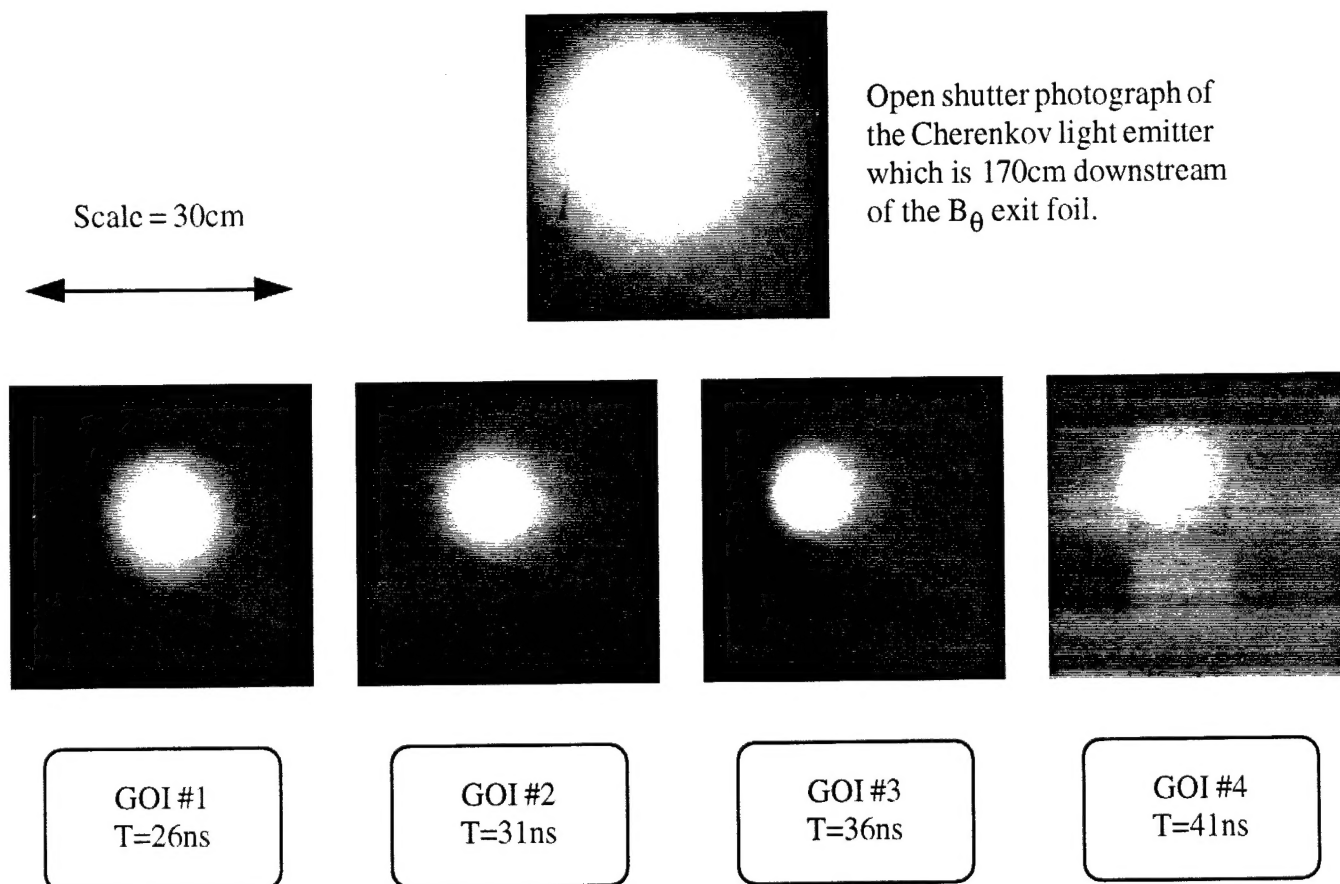 Open shutter photograph of
the Cherenkov light emitter
which is 170cm downstream
of the Bθ exit foil.
Scale = 30cm
GOI #1
T=26ns
GOI #2
T=31ns
GOI #3
T=36ns
GOI #4
T=41ns